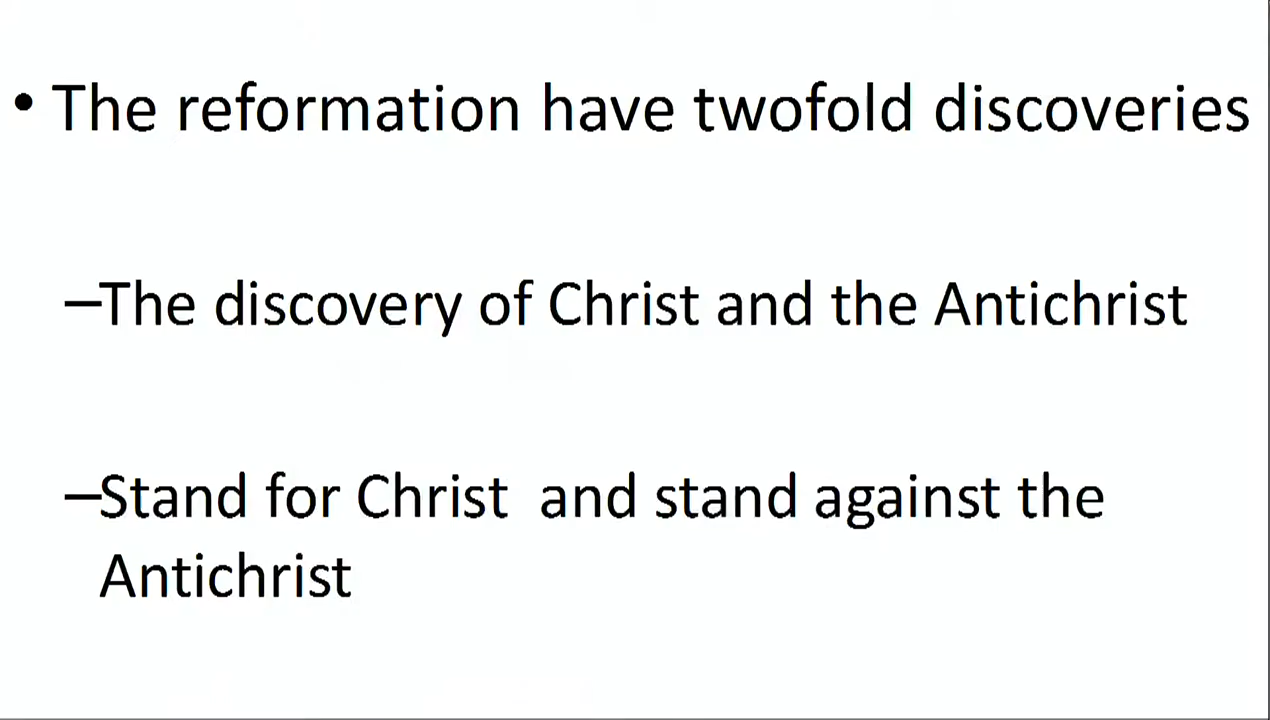 • The reformation have twofold discoveries
–The discovery of Christ and the Antichrist
–Stand for Christ  and stand against the
Antichrist